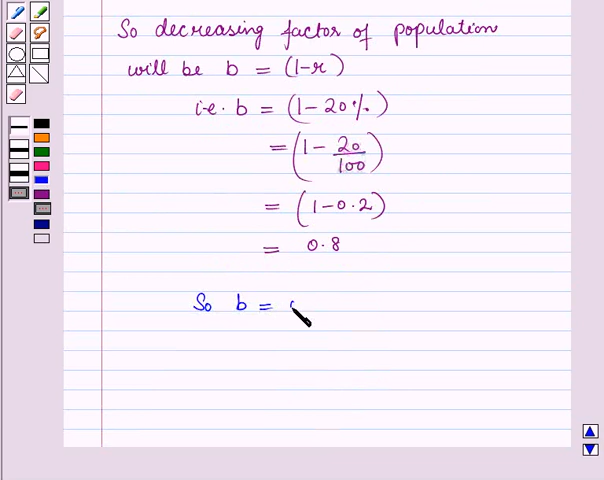 So decreasing factor of population
will be b = (1-r)
i.e. b = (1-20%)
= (1 - 20/100)
= (1-0.2)
= 0.8
So b =